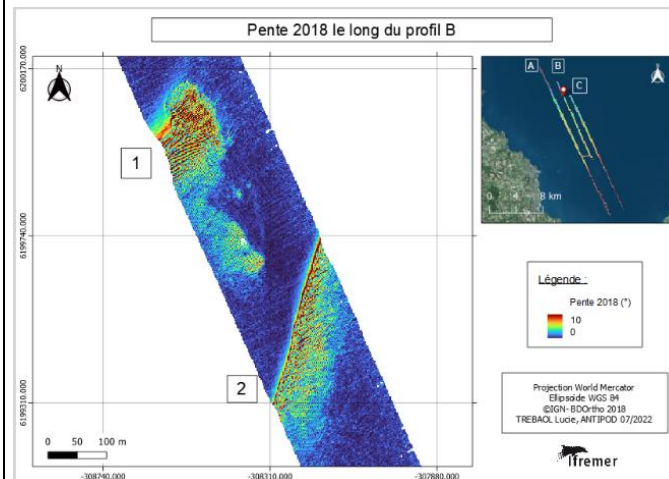 Pente 2018 le long du profil B
6200170.000
6199740.000
6199310.000
N
1
2
0 50 100 m
-308740.000
-308310.000
-307880.000
A
B
C
0 4 8 km
Légende :
Pente 2018 (°)
10
0
Projection World Mercator
Ellipsoide WGS 84
©IGN-BDOrtho 2018
TREBAOL Lucie, ANTIPOD 07/2022
Ifremer